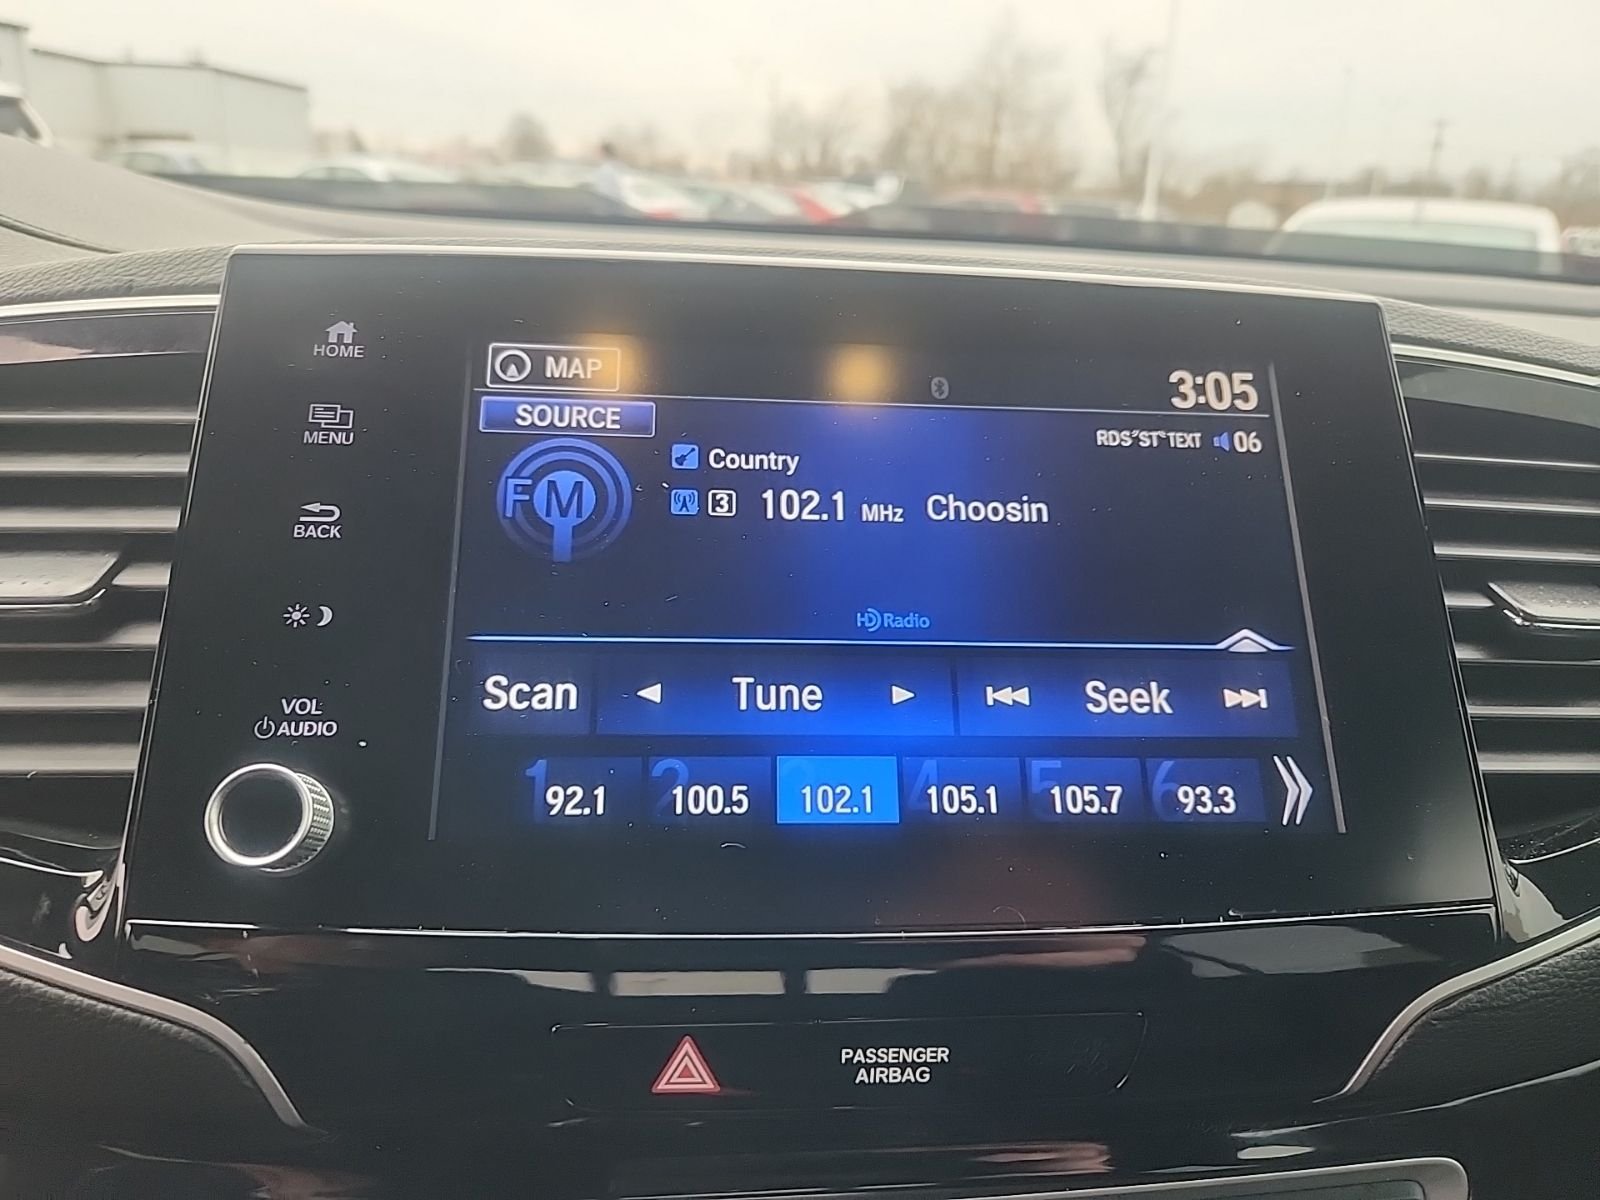 HOME
MENU
BACK
VOL
AUDIO
MAP
3:05
SOURCE
RDS ST TEXT 06
FM
Country
3 102.1 MHz Choosin
HD Radio
Scan Tune Seek
1 92.1 2 100.5 102.1 4 105.1 5 105.7 6 93.3
PASSENGER
AIRBAG